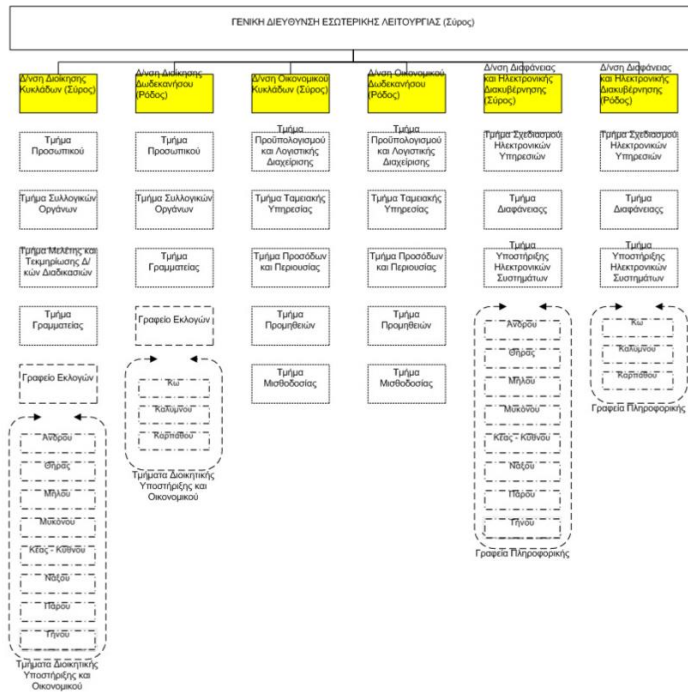 ΓΕΝΙΚΗ ΔΙΕΥΘΥΝΣΗ ΕΣΩΤΕΡΙΚΗΣ ΛΕΙΤΟΥΡΓΙΑΣ (Σύρος)
Δ/νση Διοίκησης
Κυκλάδων (Σύρος)
Τμήμα
Προσωπικού
Τμήμα Συλλογικών
Οργάνων
Τμήμα Μελέτης και
Τεκμηρίωσης Δ/
κών Διαδικασιών
Τμήμα
Γραμματείας
Γραφείο Εκλογών
Άνδρου
Θήρας
Μήλου
Μυκόνου
Κέας - Κύθνου
Νάξου
Πάρου
Τήνου
Τμήματα Διοικητικής
Υποστήριξης και
Οικονομικού
Δ/νση Διοίκησης
Δωδεκανήσου
(Ρόδος)
Τμήμα
Προσωπικού
Τμήμα Συλλογικών
Οργάνων
Τμήμα
Γραμματείας
Γραφείο Εκλογών
Κω
Καλύμνου
Καρπάθου
Τμήματα Διοικητικής
Υποστήριξης και
Οικονομικού
Δ/νση Οικονομικού
Κυκλάδων (Σύρος)
Τμήμα
Προϋπολογισμού
και Λογιστικής
Διαχείρισης
Τμήμα Ταμειακής
Υπηρεσίας
Τμήμα Προσόδων
και Περιουσίας
Τμήμα
Προμηθειών
Τμήμα
Μισθοδοσίας
Δ/νση Οικονομικού
Δωδεκανήσου
(Ρόδος)
Τμήμα
Προϋπολογισμού
και Λογιστικής
Διαχείρισης
Τμήμα Ταμειακής
Υπηρεσίας
Τμήμα Προσόδων
και Περιουσίας
Τμήμα
Προμηθειών
Τμήμα
Μισθοδοσίας
Δ/νση Διαφάνειας
και Ηλεκτρονικής
Διακυβέρνησης
(Σύρος)
Τμήμα Σχεδιασμού
Ηλεκτρονικών
Υπηρεσιών
Τμήμα
Διαφάνειαςς
Τμήμα
Υποστήριξης
Ηλεκτρονικών
Συστημάτων
Άνδρου
Θήρας
Μήλου
Μυκόνου
Κέας - Κύθνου
Νάξου
Πάρου
Τήνου
Γραφεία Πληροφορικής
Δ/νση Διαφάνειας
και Ηλεκτρονικής
Διακυβέρνησης
(Ρόδος)
Τμήμα Σχεδιασμού
Ηλεκτρονικών
Υπηρεσιών
Τμήμα
Διαφάνειαςς
Τμήμα
Υποστήριξης
Ηλεκτρονικών
Συστημάτων
Κω
Καλύμνου
Καρπάθου
Γραφεία Πληροφορικής